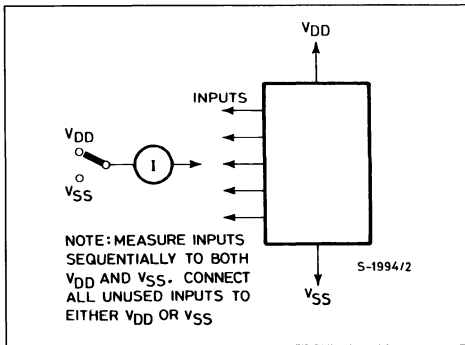 VDD
INPUTS
VDD
I
VSS
NOTE: MEASURE INPUTS
SEQUENTIALLY TO BOTH
VDD AND VSS. CONNECT
ALL UNUSED INPUTS TO
EITHER VDD OR VSS
S-1994/2
VSS